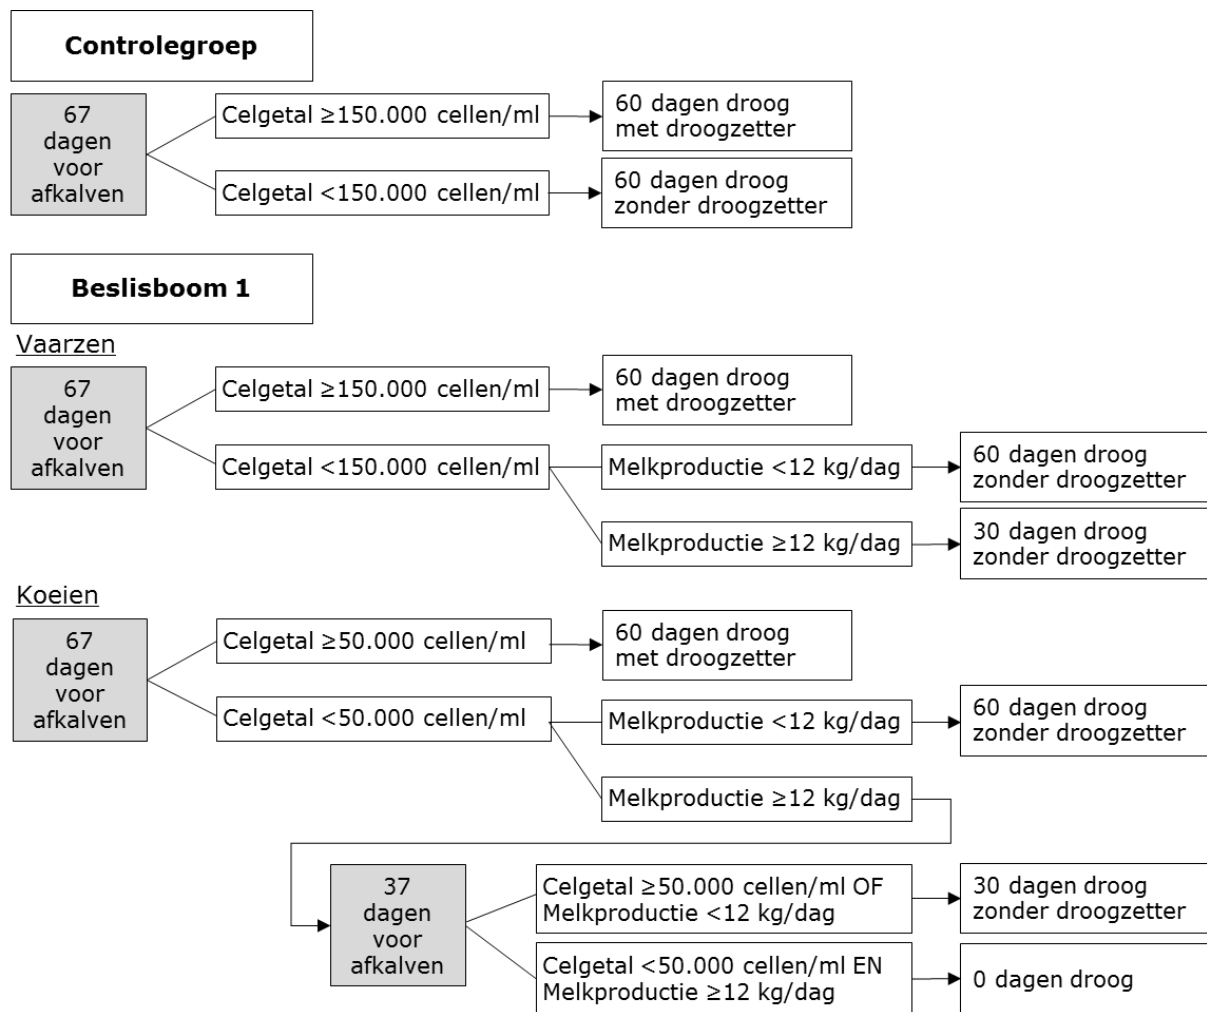 Controlegroep
67
dagen
voor
afkalven
Celgetal ≥150.000 cellen/ml
60 dagen droog
met droogzetter
Celgetal <150.000 cellen/ml
60 dagen droog
zonder droogzetter
Beslisboom 1
Vaarzen
67
dagen
voor
afkalven
Celgetal ≥150.000 cellen/ml
60 dagen droog
met droogzetter
Celgetal <150.000 cellen/ml
Melkproductie <12 kg/dag
60 dagen droog
zonder droogzetter
Melkproductie ≥12 kg/dag
30 dagen droog
zonder droogzetter
Koeien
67
dagen
voor
afkalven
Celgetal ≥50.000 cellen/ml
60 dagen droog
met droogzetter
Celgetal <50.000 cellen/ml
Melkproductie <12 kg/dag
60 dagen droog
zonder droogzetter
Melkproductie ≥12 kg/dag
37
dagen
voor
afkalven
Celgetal ≥50.000 cellen/ml OF
Melkproductie <12 kg/dag
30 dagen droog
zonder droogzetter
Celgetal <50.000 cellen/ml EN
Melkproductie ≥12 kg/dag
0 dagen droog